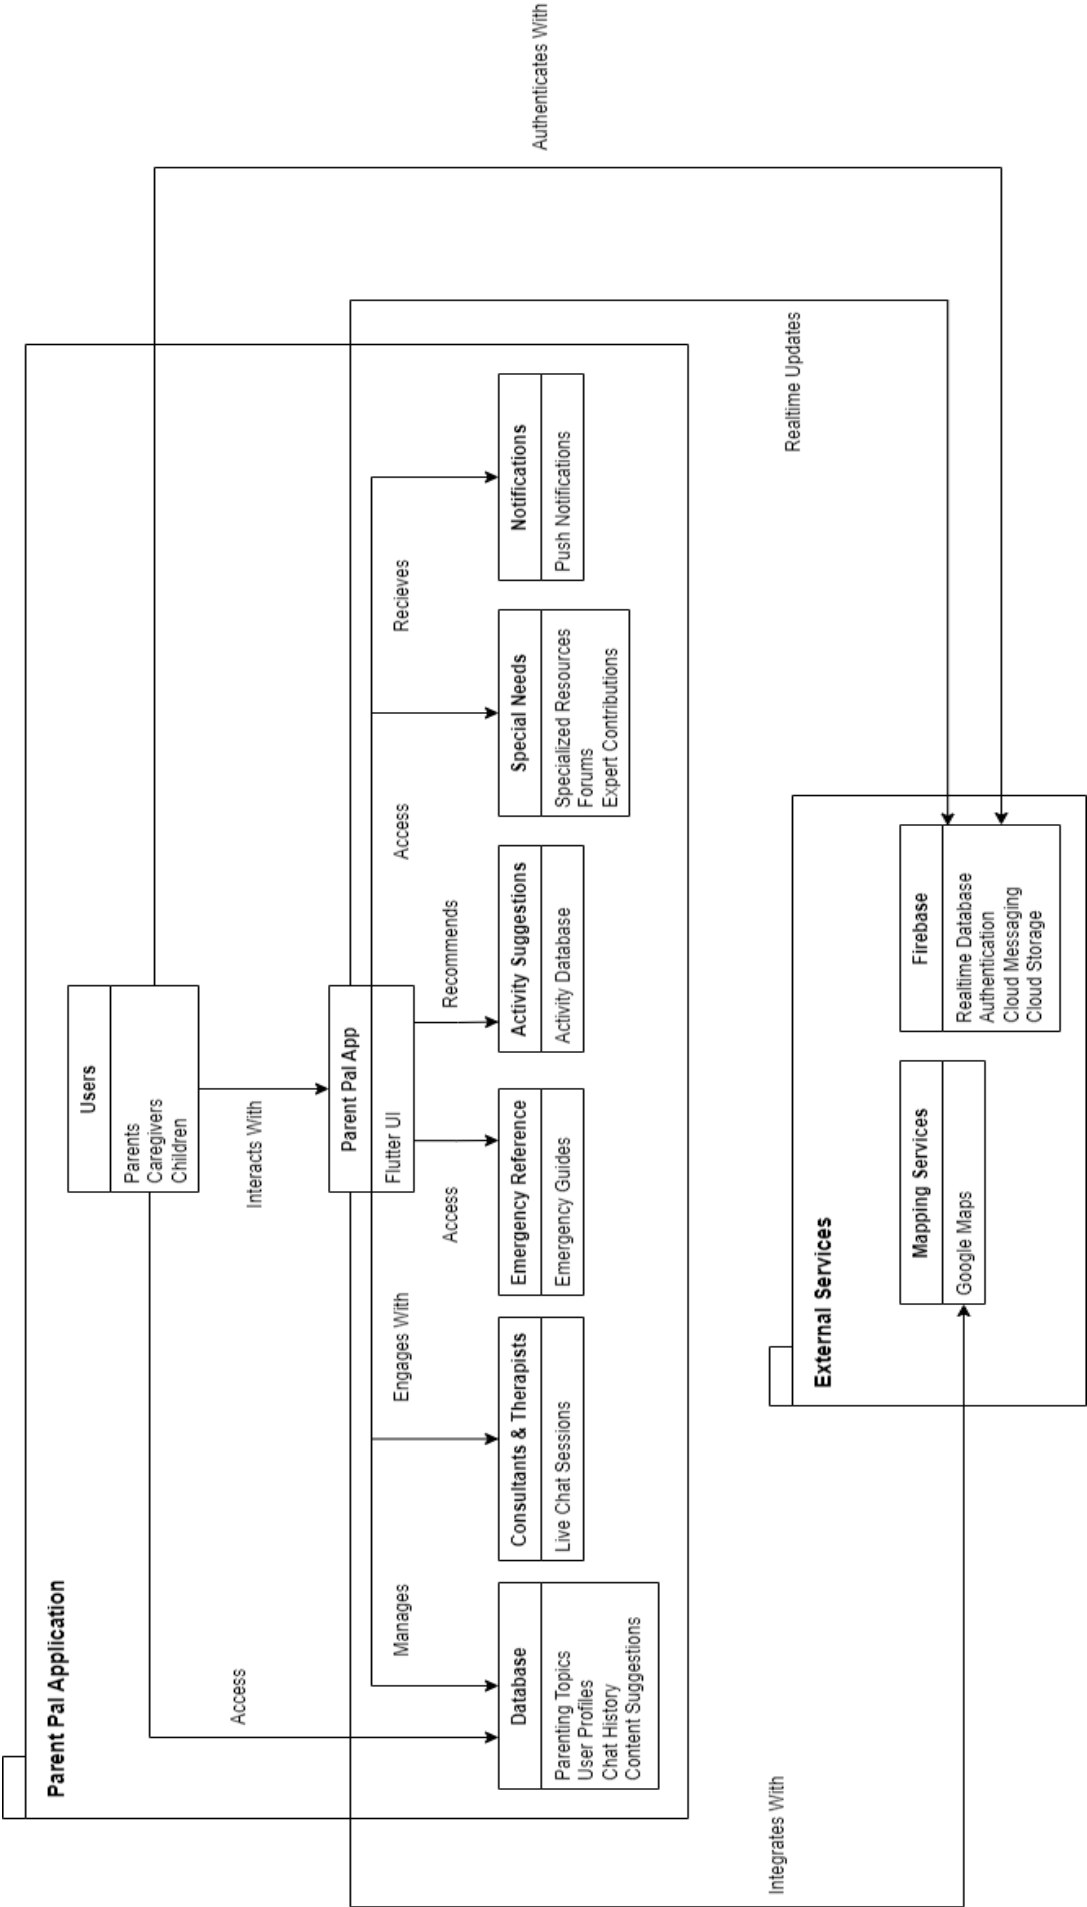 Parent Pal Application
Users
Parents
Caregivers
Children
Authenticates With
Access
Interacts With
Parent Pal App
Flutter UI
Manages
Engages With
Access
Recommends
Access
Recieves
Database
Parenting Topics
User Profiles
Chat History
Content Suggestions
Consultants & Therapists
Live Chat Sessions
Emergency Reference
Emergency Guides
Activity Suggestions
Activity Database
Special Needs
Specialized Resources
Forums
Expert Contributions
Notifications
Push Notifications
Integrates With
Realtime Updates
External Services
Mapping Services
Google Maps
Firebase
Realtime Database
Authentication
Cloud Messaging
Cloud Storage